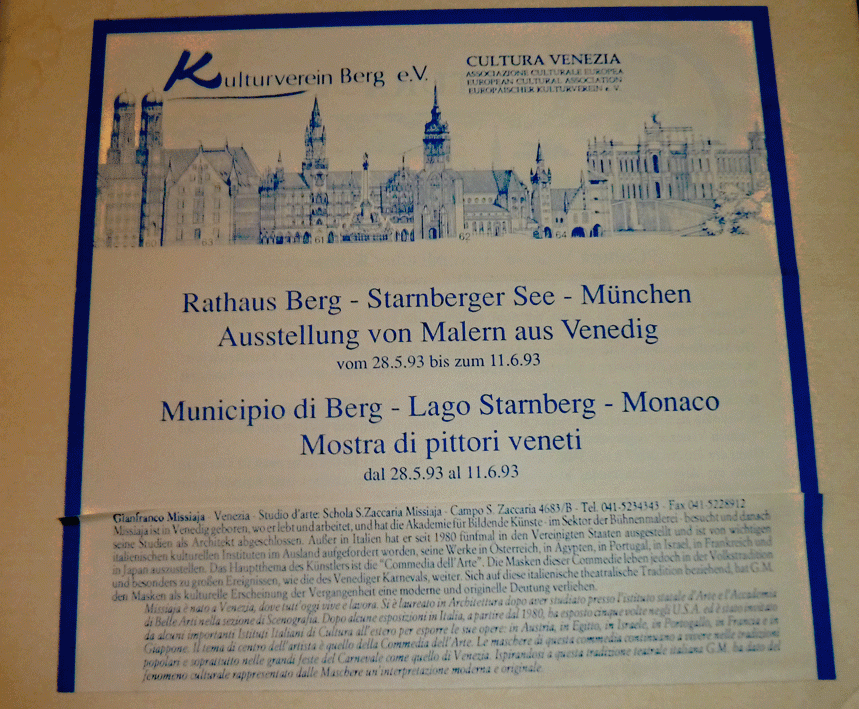 Kulturverein Berg e.V.
CULTURA VENEZIA
ASSOCIAZIONE CULTURALE EUROPEA
EUROPEAN CULTURAL ASSOCIATION
EUROPÄISCHER KULTURVEREIN e. V.
60 63 61 62 64
Rathaus Berg - Starnberger See - München
Ausstellung von Malern aus Venedig
vom 28.5.93 bis zum 11.6.93
Municipio di Berg - Lago Starnberg - Monaco
Mostra di pittori veneti
dal 28.5.93 al 11.6.93
Gianfranco Missiaja - Venezia - Studio d'arte: Schola S.Zaccaria Missiaja - Campo S. Zaccaria 4683/B - Tel. 041-5234343 - Fax 041-5228912
Missiaja ist in Venedig geboren, wo er lebt und arbeitet, und hat die Akademie für Bildende Künste - im Sektor der Bühnenmalerei - besucht und danach
seine Studien als Architekt abgeschlossen. Außer in Italien hat er seit 1980 fünfmal in den Vereinigten Staaten ausgestellt und ist von wichtigen
italienischen kulturellen Instituten im Ausland aufgefordert worden, seine Werke in Österreich, in Ägypten, in Portugal, in Israel, in Frankreich und
in Japan auszustellen. Das Hauptthema des Künstlers ist die "Commedia dell'Arte". Die Masken dieser Commedie leben jedoch in der Volkstradition
und besonders zu großen Ereignissen, wie die des Venediger Karnevals, weiter. Sich auf diese italienische theatralische Tradition beziehend, hat G.M.
den Masken als kulturelle Erscheinung der Vergangenheit eine moderne und originelle Deutung verliehen.
Missiaja è nato a Venezia, dove tutt'oggi vive e lavora. Si è laureato in Architettura dopo aver studiato presso l'istituto statale d'Arte e l'Accademia
di Belle Arti nella sezione di Scenografia. Dopo alcune esposizioni in Italia, a partire dal 1980, ha esposto cinque volte negli U.S.A. ed è stato invitato
da alcuni importanti Istituti Italiani di Cultura all'estero per esporre le sue opere: in Austria, in Egitto, in Israele, in Portogallo, in Francia e in
Giappone. Il tema di centro dell'artista è quello della Commedia dell'Arte. Le maschere di questa commedia continuano a vivere nelle tradizioni
popolari e soprattutto nelle grandi feste del Carnevale come quello di Venezia. Ispirandosi a questa tradizione teatrale italiana G.M. ha dato del
fenomeno culturale rappresentato dalle Maschere un'interpretazione moderna e originale.